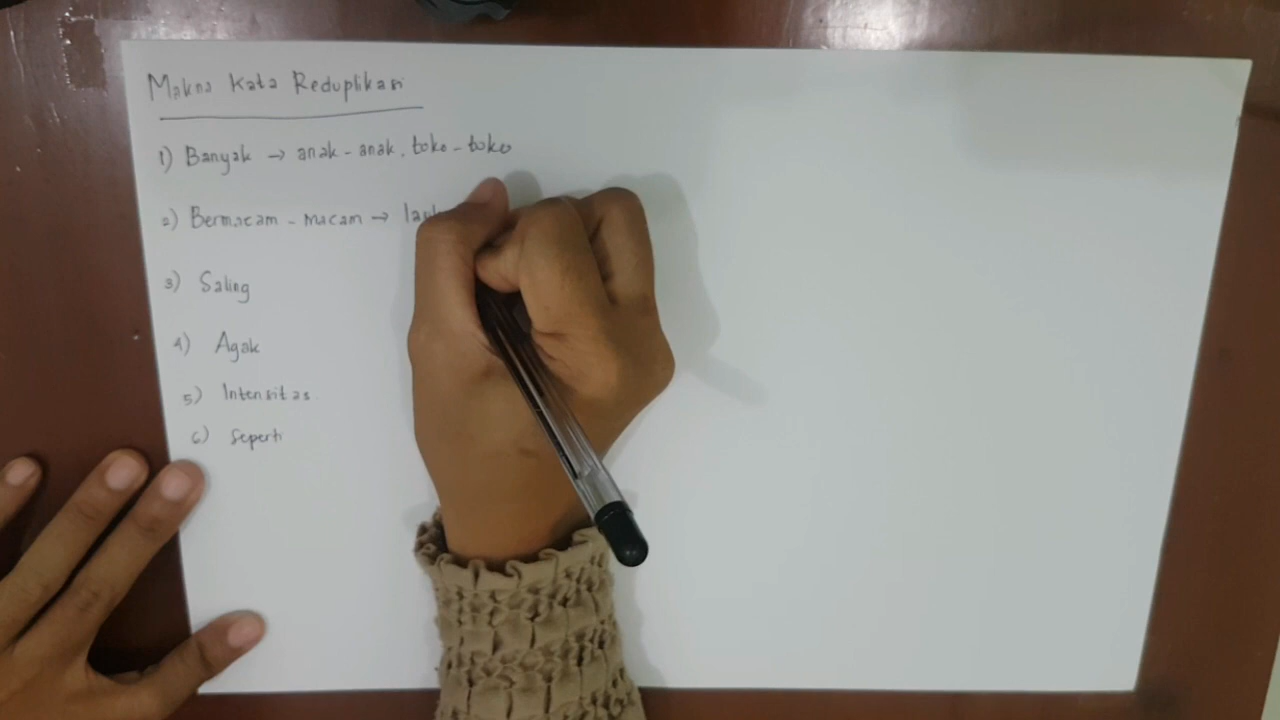 Makna Kata Reduplikasi
1) Banyak → anak - anak, toko - toko
2) Bermacam - macam →
3) Saling
4) Agak
5) Intensitas.
6) Seperti